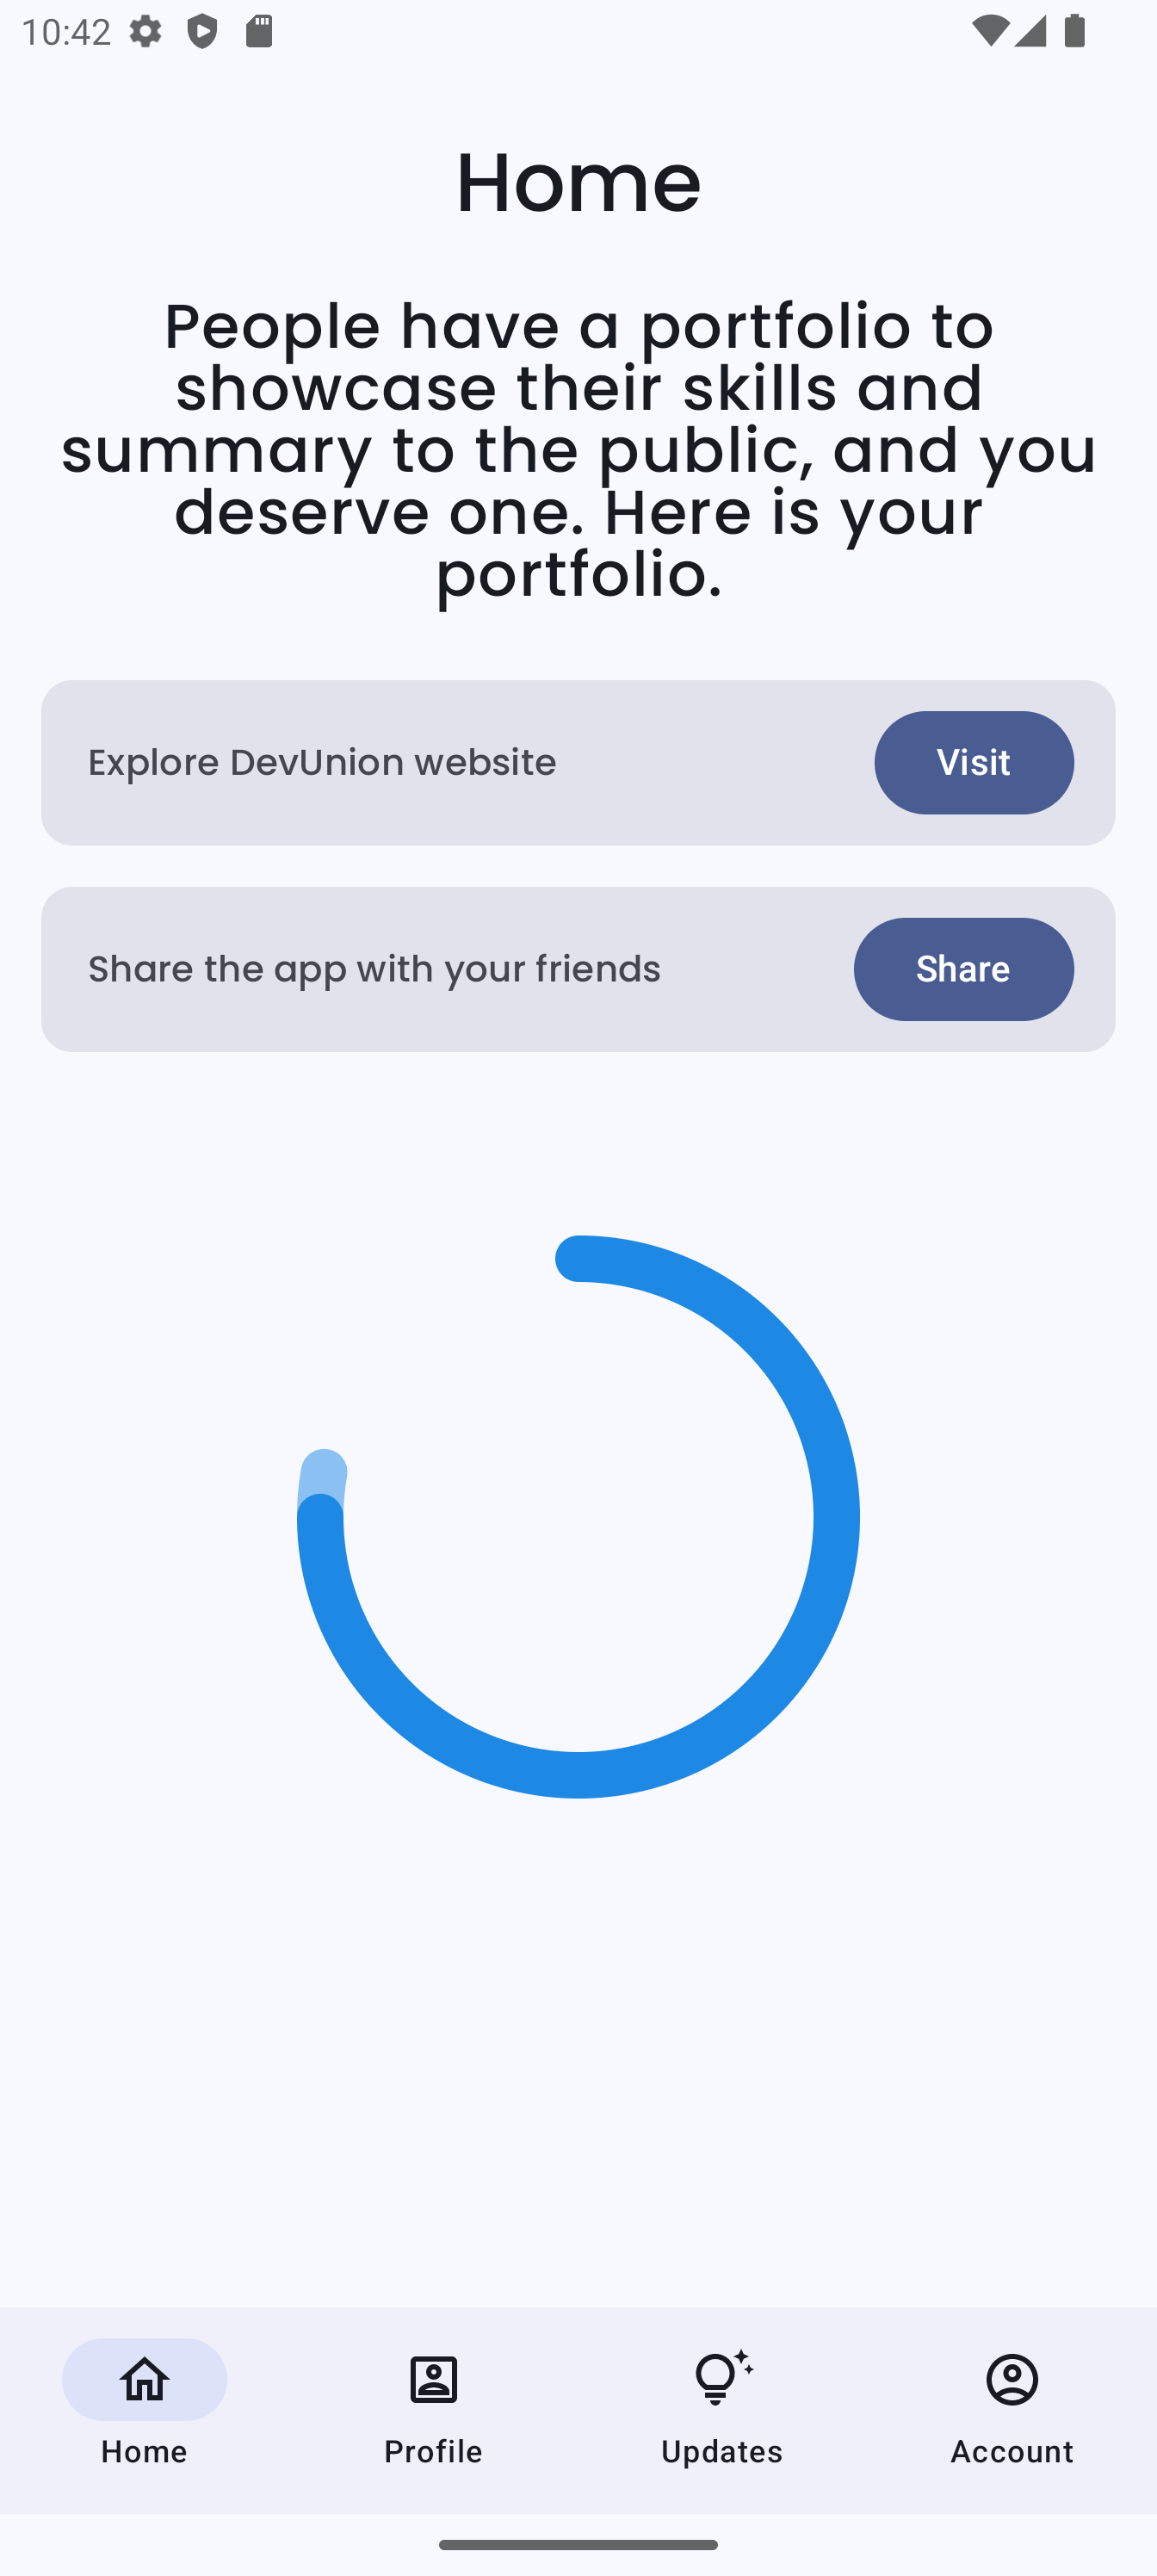 10:42
Home
People have a portfolio to
showcase their skills and
summary to the public, and you
deserve one. Here is your
portfolio.
Explore DevUnion website
Visit
Share the app with your friends
Share
Home
Profile
Updates
Account